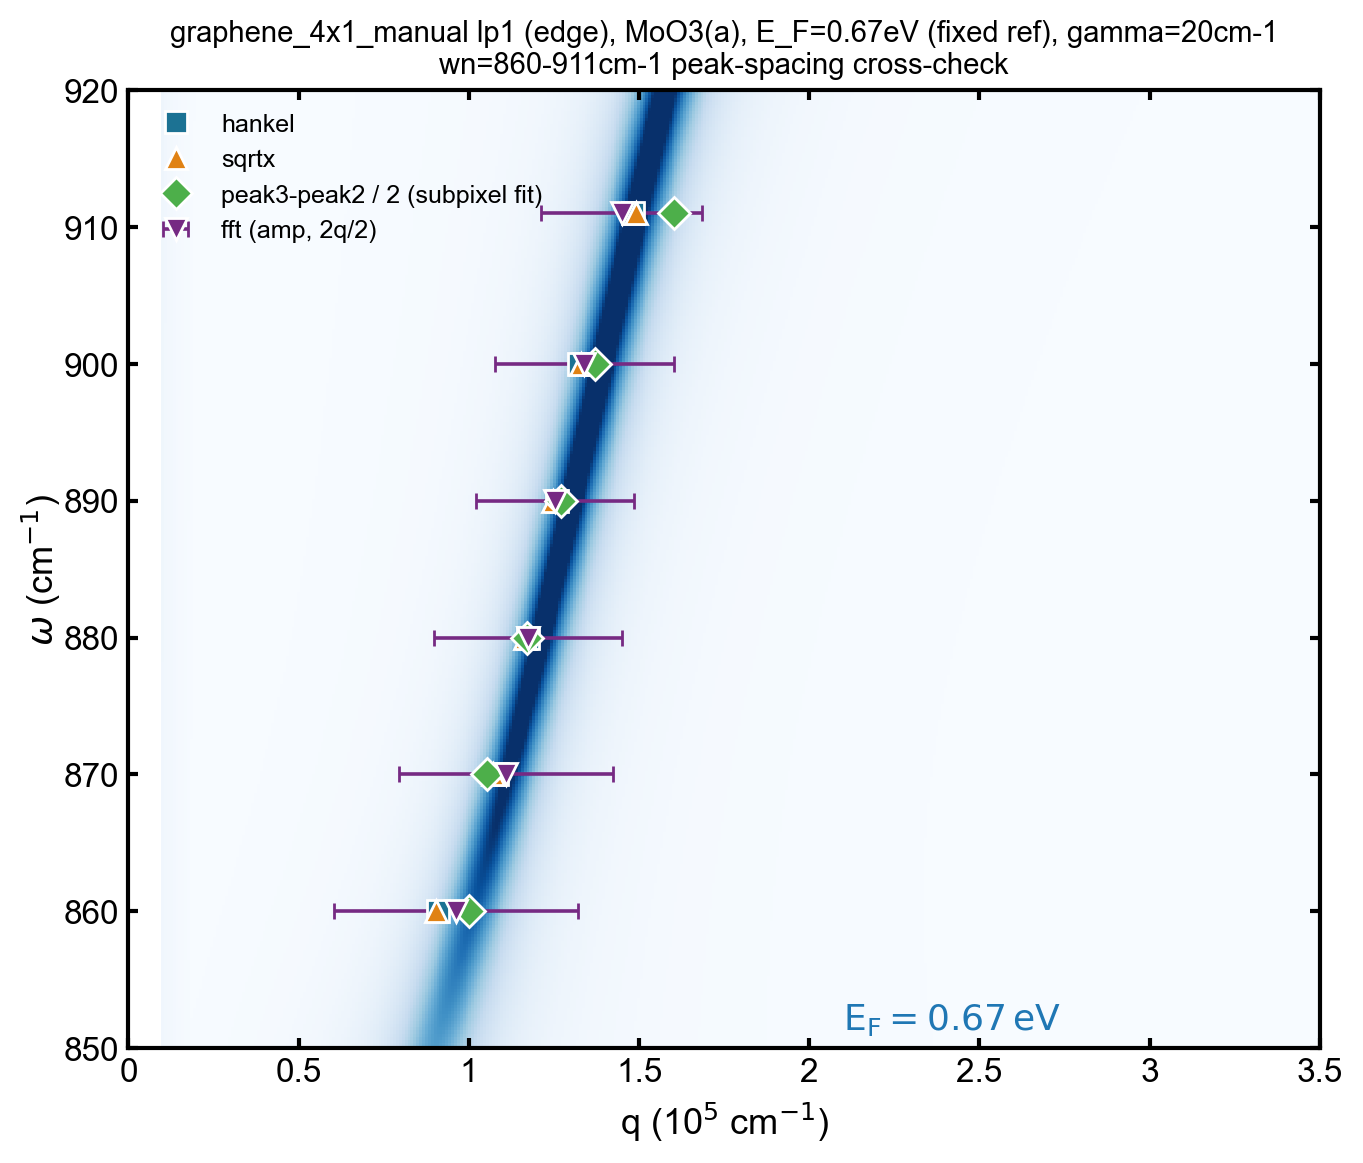 graphene_4x1_manual lp1 (edge), MoO3(a), E_F=0.67eV (fixed ref), gamma=20cm-1
wn=860-911cm-1 peak-spacing cross-check
hankel
sqrtx
peak3-peak2 / 2 (subpixel fit)
fft (amp, 2q/2)
920
910
900
890
880
870
860
850
ω (cm⁻¹)
E_F = 0.67 eV
0 0.5 1 1.5 2 2.5 3 3.5
q (10⁵ cm⁻¹)